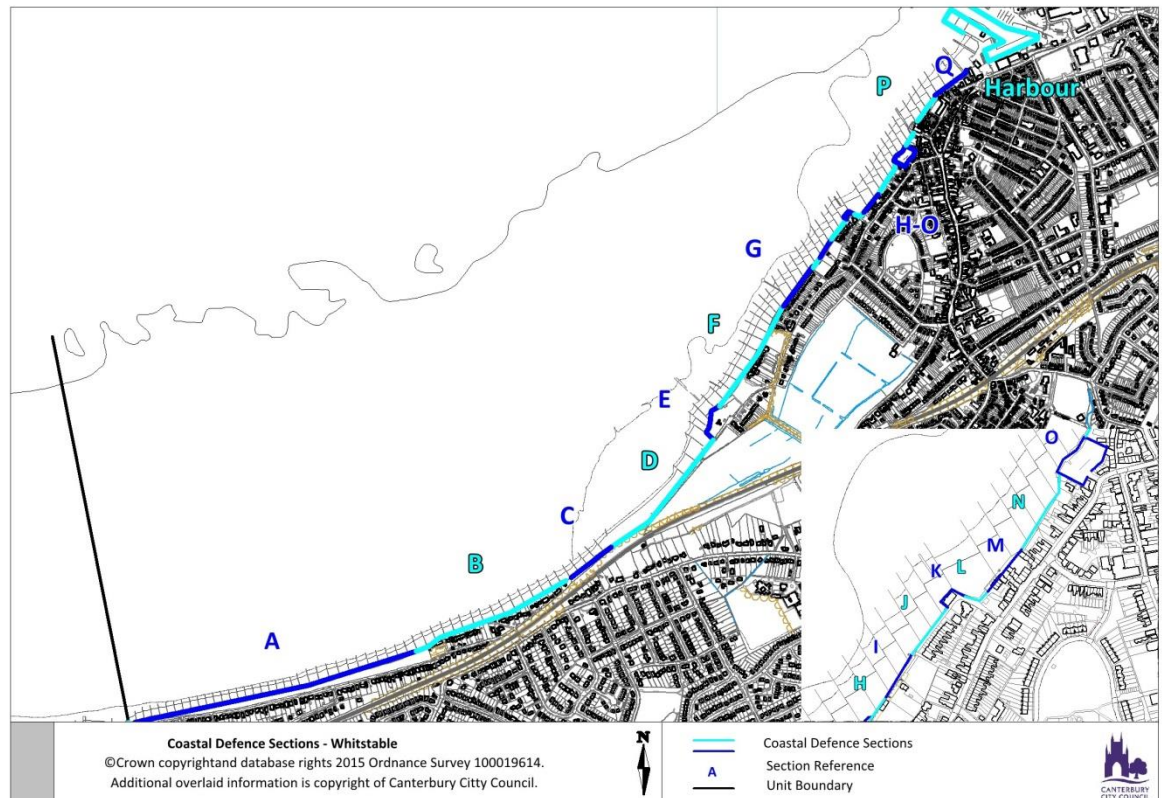 Q
P
Harbour
H-O
G
F
E
D
C
B
A
O
N
M
L
K
J
I
H
Coastal Defence Sections - Whitstable
©Crown copyrightand database rights 2015 Ordnance Survey 100019614.
Additional overlaid information is copyright of Canterbury Citty Council.
N
Coastal Defence Sections
A Section Reference
Unit Boundary
CANTERBURY
CITY COUNCIL